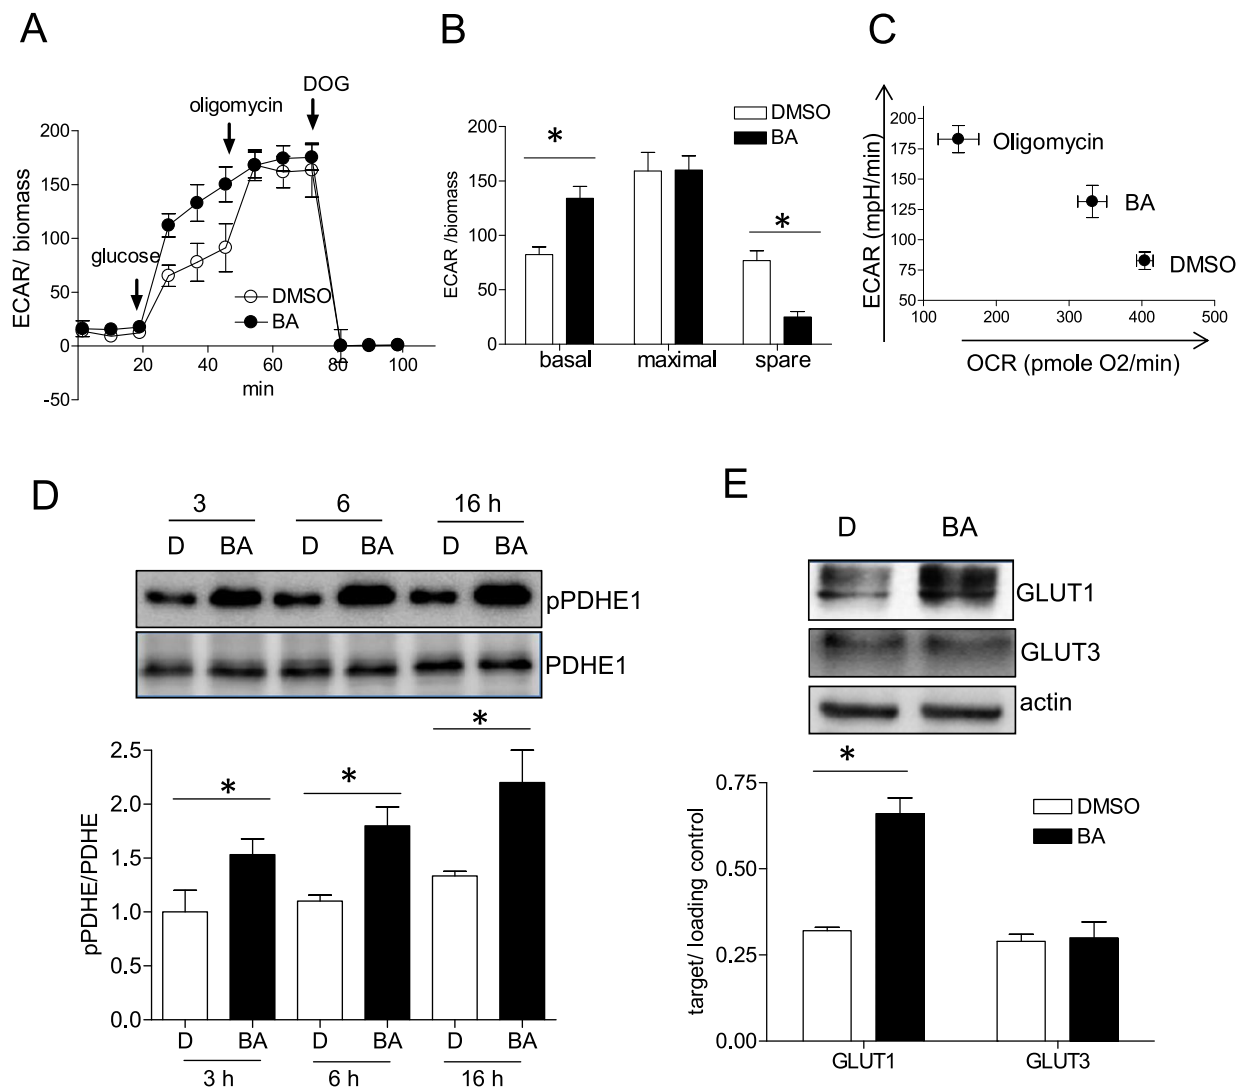 A
oligomycin
DOG
glucose
ECAR/ biomass
200
150
100
50
0
-50
20
40
60
80
100
min
DMSO
BA
B
DMSO
BA
*
*
ECAR /biomass
200
150
100
50
0
basal
maximal
spare
C
ECAR (mpH/min)
200
175
150
125
100
75
50
Oligomycin
BA
DMSO
100
200
300
400
500
OCR (pmole O2/min)
D
3
6
16 h
D
BA
D
BA
D
BA
pPDHE1
PDHE1
*
*
*
pPDHE/PDHE
2.5
2.0
1.5
1.0
0.5
0.0
D
BA
D
BA
D
BA
3 h
6 h
16 h
E
D
BA
GLUT1
GLUT3
actin
*
target/ loading control
0.75
0.50
0.25
0.00
DMSO
BA
GLUT1
GLUT3